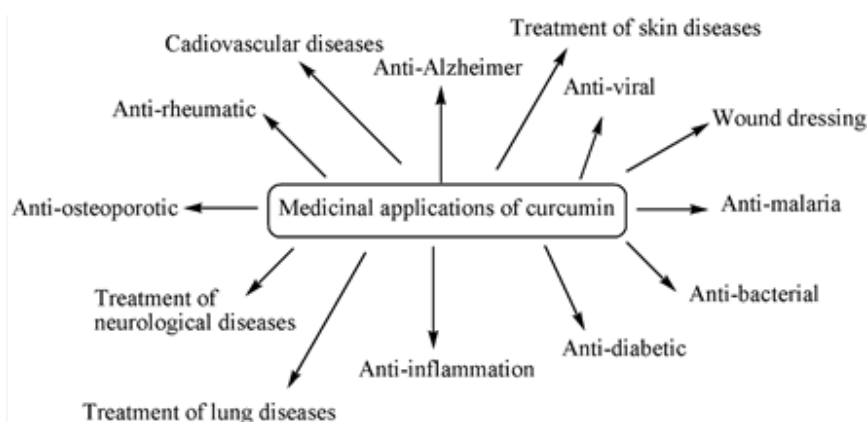 Treatment of skin diseases
Cadiovascular diseases
Anti-Alzheimer
Anti-viral
Anti-rheumatic
Wound dressing
Anti-osteoporotic
Medicinal applications of curcumin
Anti-malaria
Treatment of
neurological diseases
Anti-bacterial
Anti-diabetic
Anti-inflammation
Treatment of lung diseases